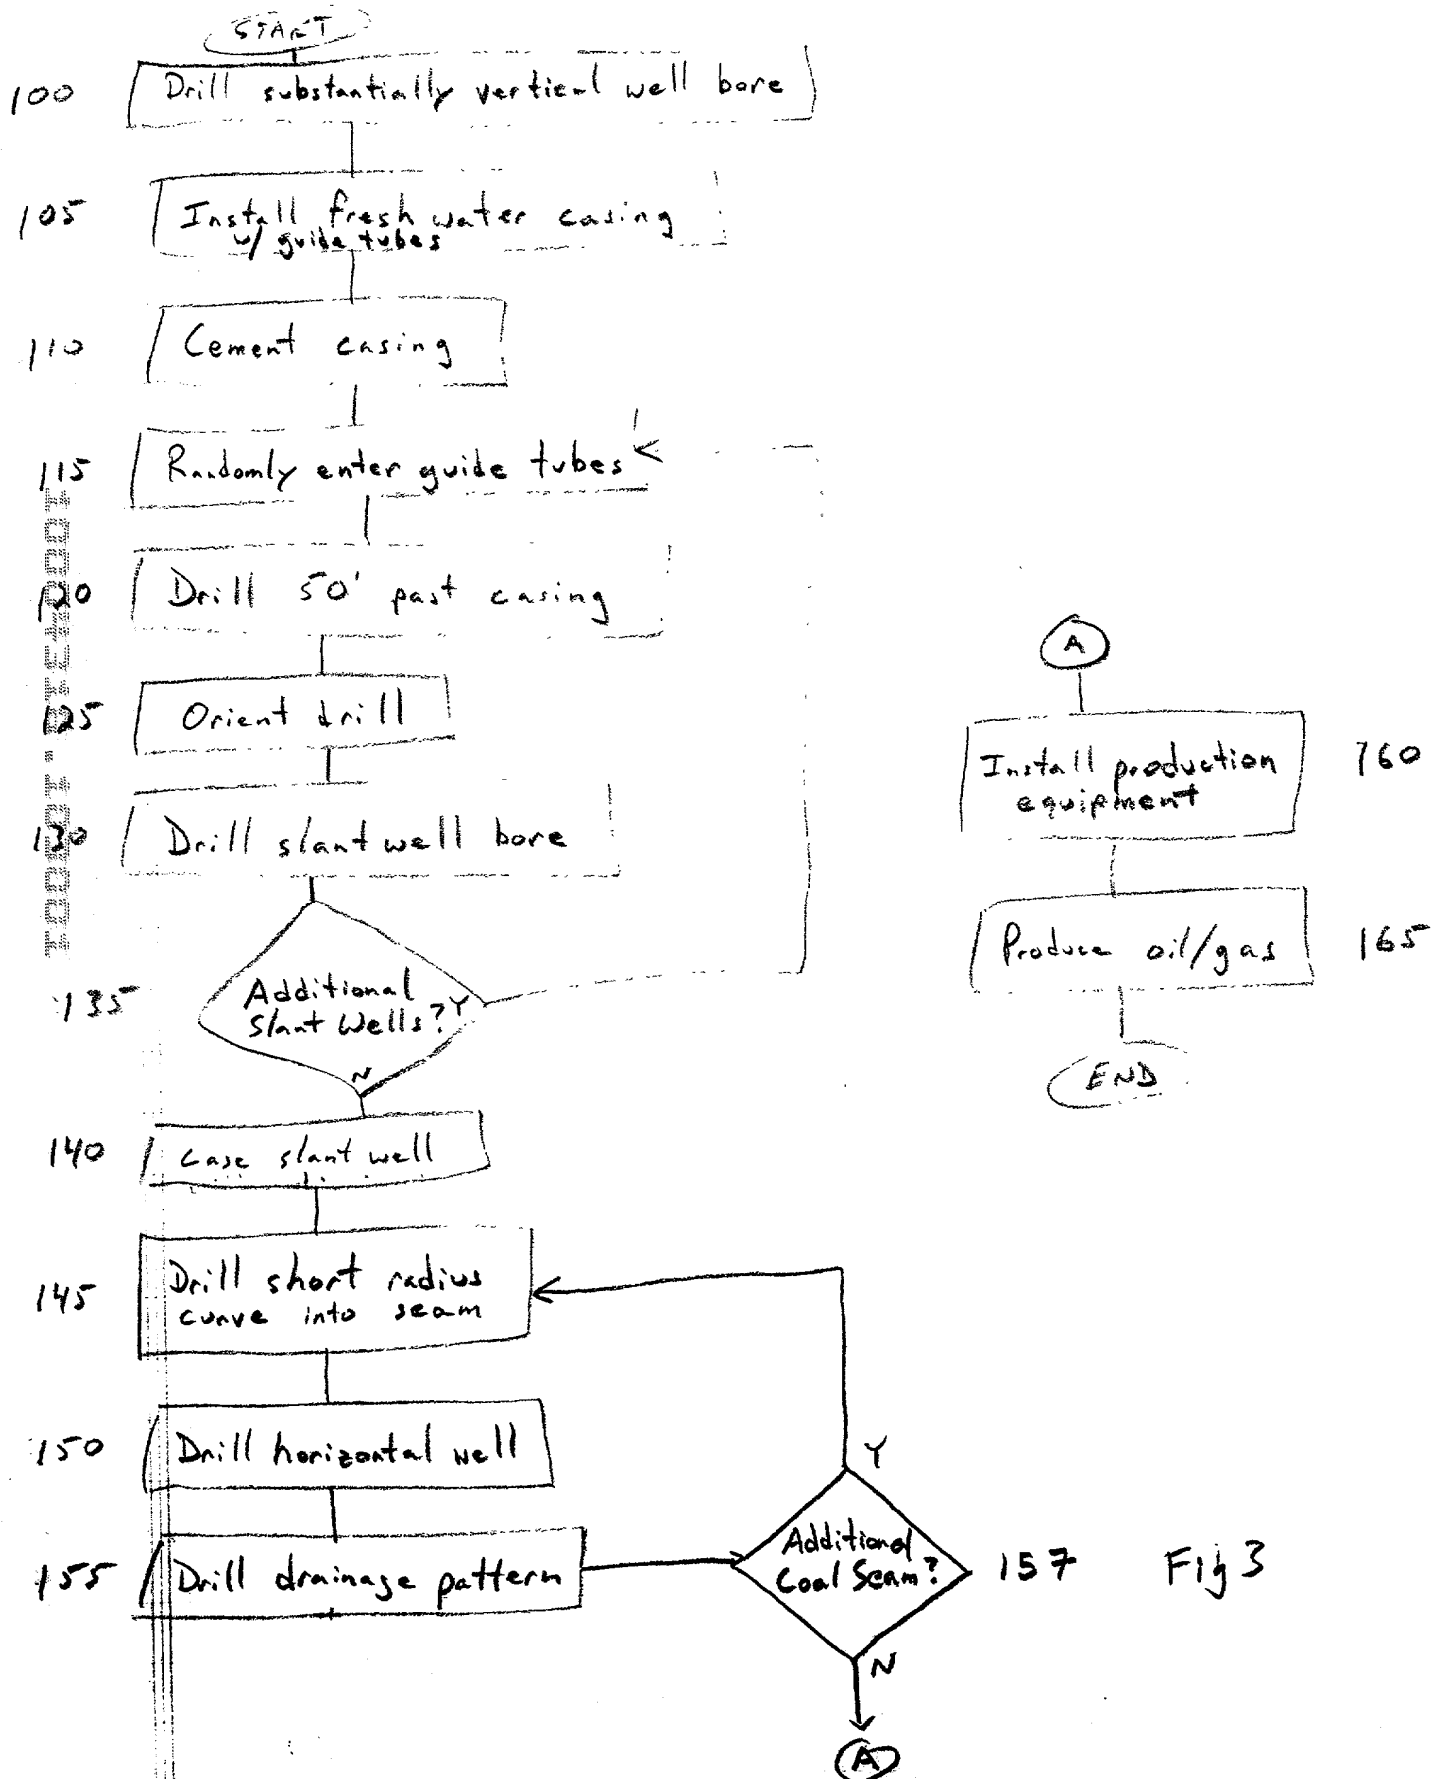 START
100 Drill substantially vertical well bore
105 Install fresh water casing
w/ guide tubes
110 Cement casing
115 Randomly enter guide tubes
120 Drill 50' past casing
125 Orient drill
130 Drill slant well bore
135 Additional
Slant Wells? Y
N
140 Case slant well
145 Drill short radius
curve into seam
150 Drill horizontal well
155 Drill drainage pattern
Y
Additional
Coal Seam? 157
N
A
A
Install production 160
equipment
Produce oil/gas 165
END
Fig 3